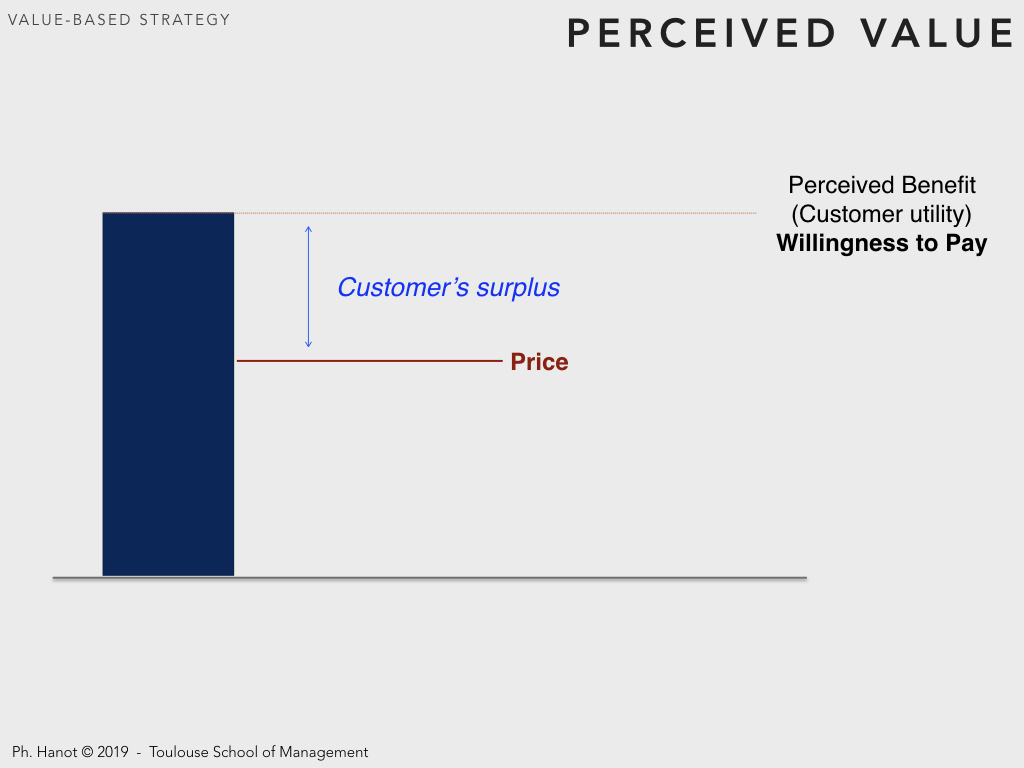 VALUE-BASED STRATEGY
PERCEIVED VALUE
Perceived Benefit
(Customer utility)
Willingness to Pay
Customer’s surplus
Price
Ph. Hanot © 2019 - Toulouse School of Management